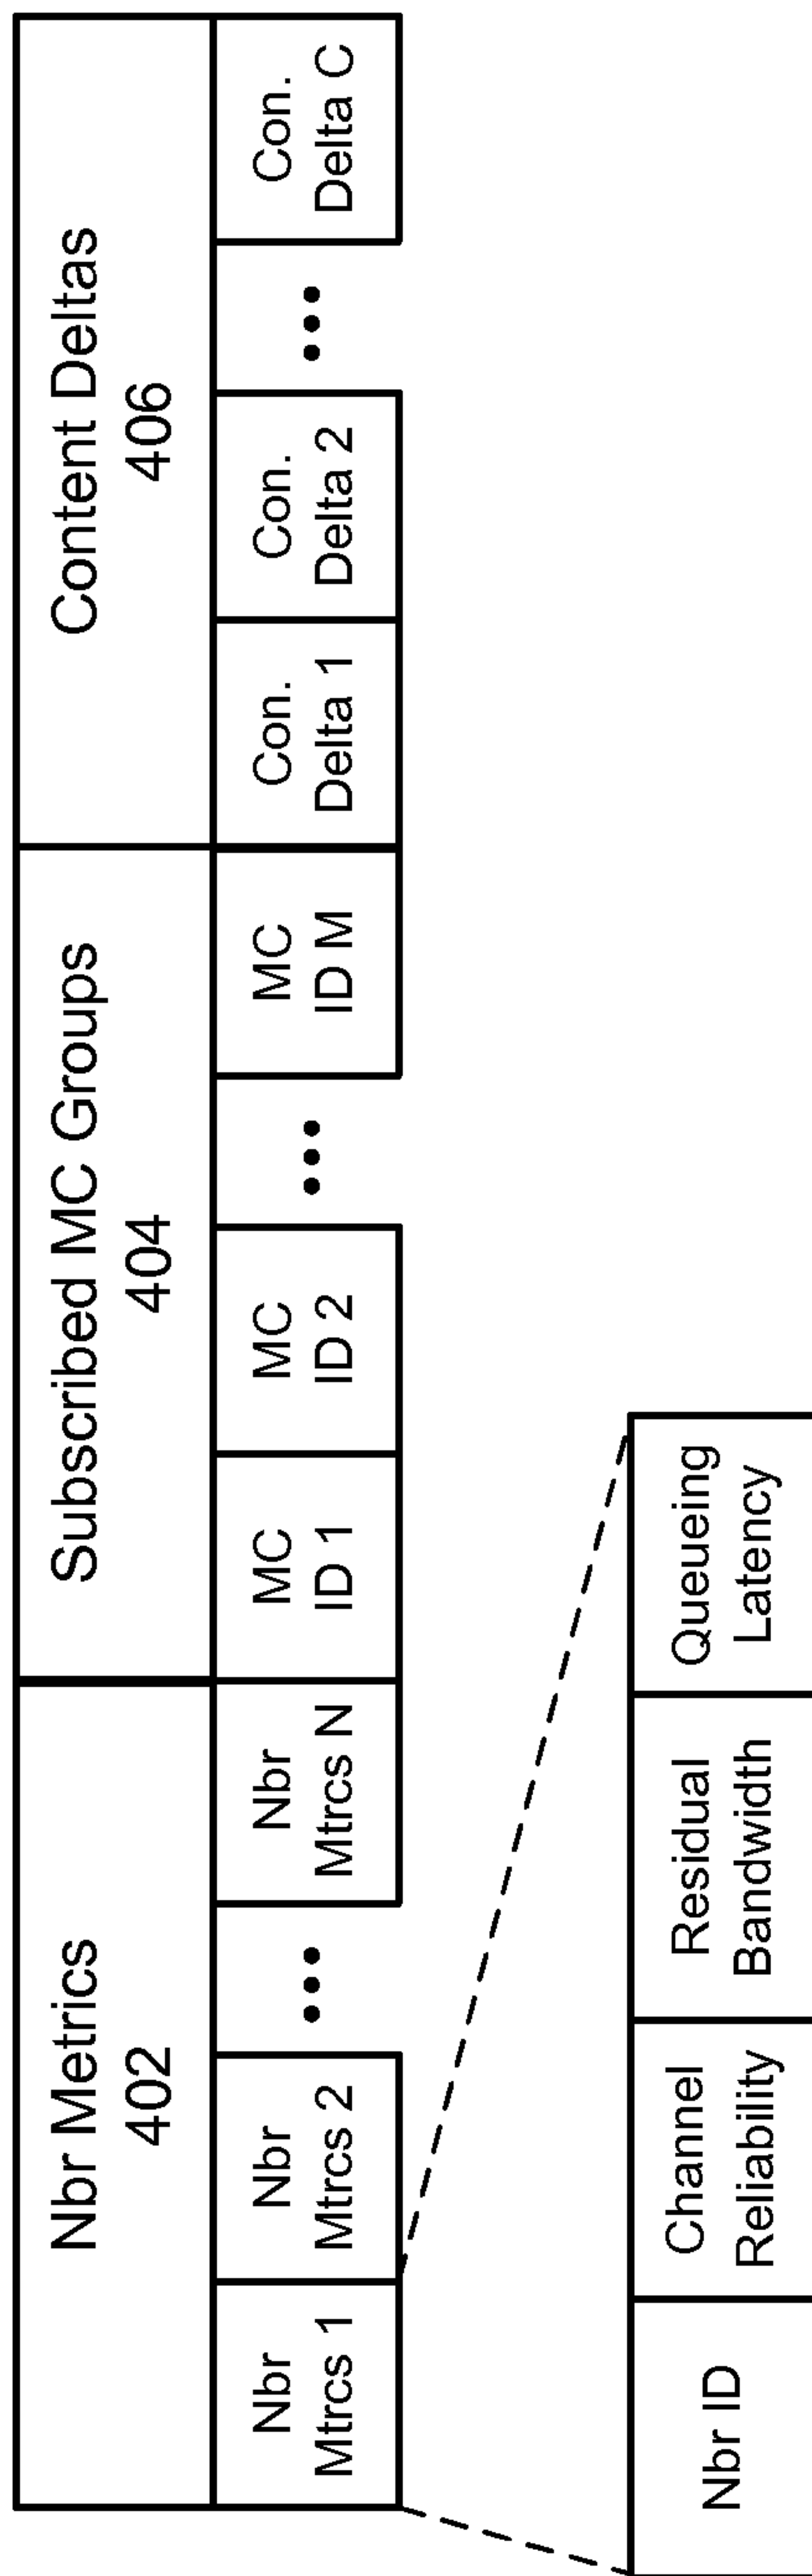 Nbr Metrics
402
Subscribed MC Groups
404
Content Deltas
406
Nbr
Mtrcs 1
Nbr
Mtrcs 2
•••
Nbr
Mtrcs N
MC
ID 1
MC
ID 2
•••
MC
ID M
Con.
Delta 1
Con.
Delta 2
•••
Con.
Delta C
Nbr ID
Channel
Reliability
Residual
Bandwidth
Queueing
Latency